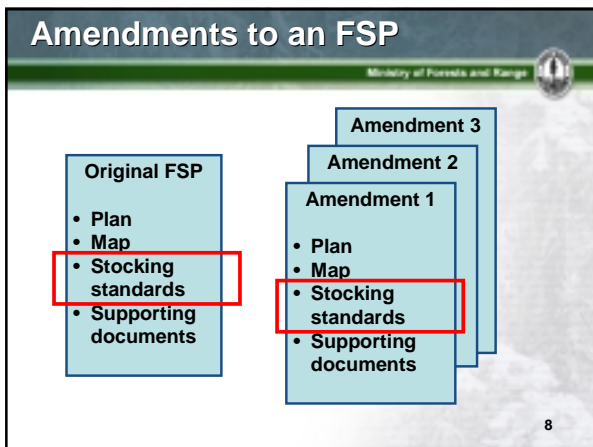 Amendments to an FSP
Ministry of Forests and Range
Original FSP
• Plan
• Map
• Stocking
standards
• Supporting
documents
Amendment 3
Amendment 2
Amendment 1
• Plan
• Map
• Stocking
standards
• Supporting
documents
8